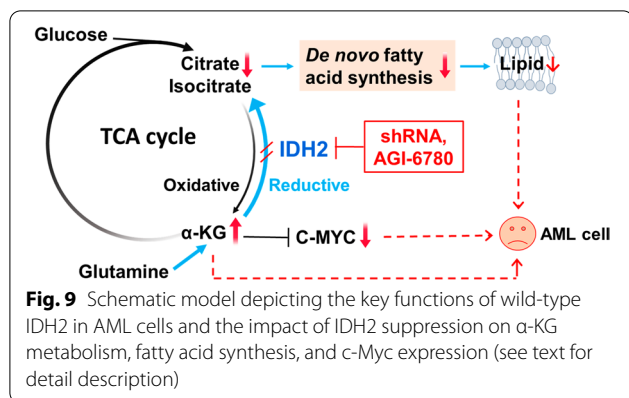 Glucose
Citrate
Isocitrate
De novo fatty
acid synthesis
Lipid
TCA cycle
IDH2
shRNA,
AGI-6780
Oxidative
Reductive
α-KG
C-MYC
AML cell
Glutamine
Fig. 9 Schematic model depicting the key functions of wild-type
IDH2 in AML cells and the impact of IDH2 suppression on α-KG
metabolism, fatty acid synthesis, and c-Myc expression (see text for
detail description)